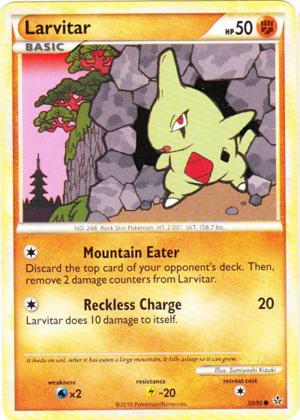 Larvitar
HP 50
BASIC
NO. 246 Rock Skin Pokémon HT. 2'00" WT. 158.7 lbs.
Mountain Eater
Discard the top card of your opponent's deck. Then,
remove 2 damage counters from Larvitar.
Reckless Charge 20
Larvitar does 10 damage to itself.
It feeds on soil. After it has eaten a large mountain, it falls asleep so it can grow.
Illus. Sumiyoshi Kizuki
weakness resistance retreat cost
×2 -20
©2010 Pokémon/Nintendo 50/95